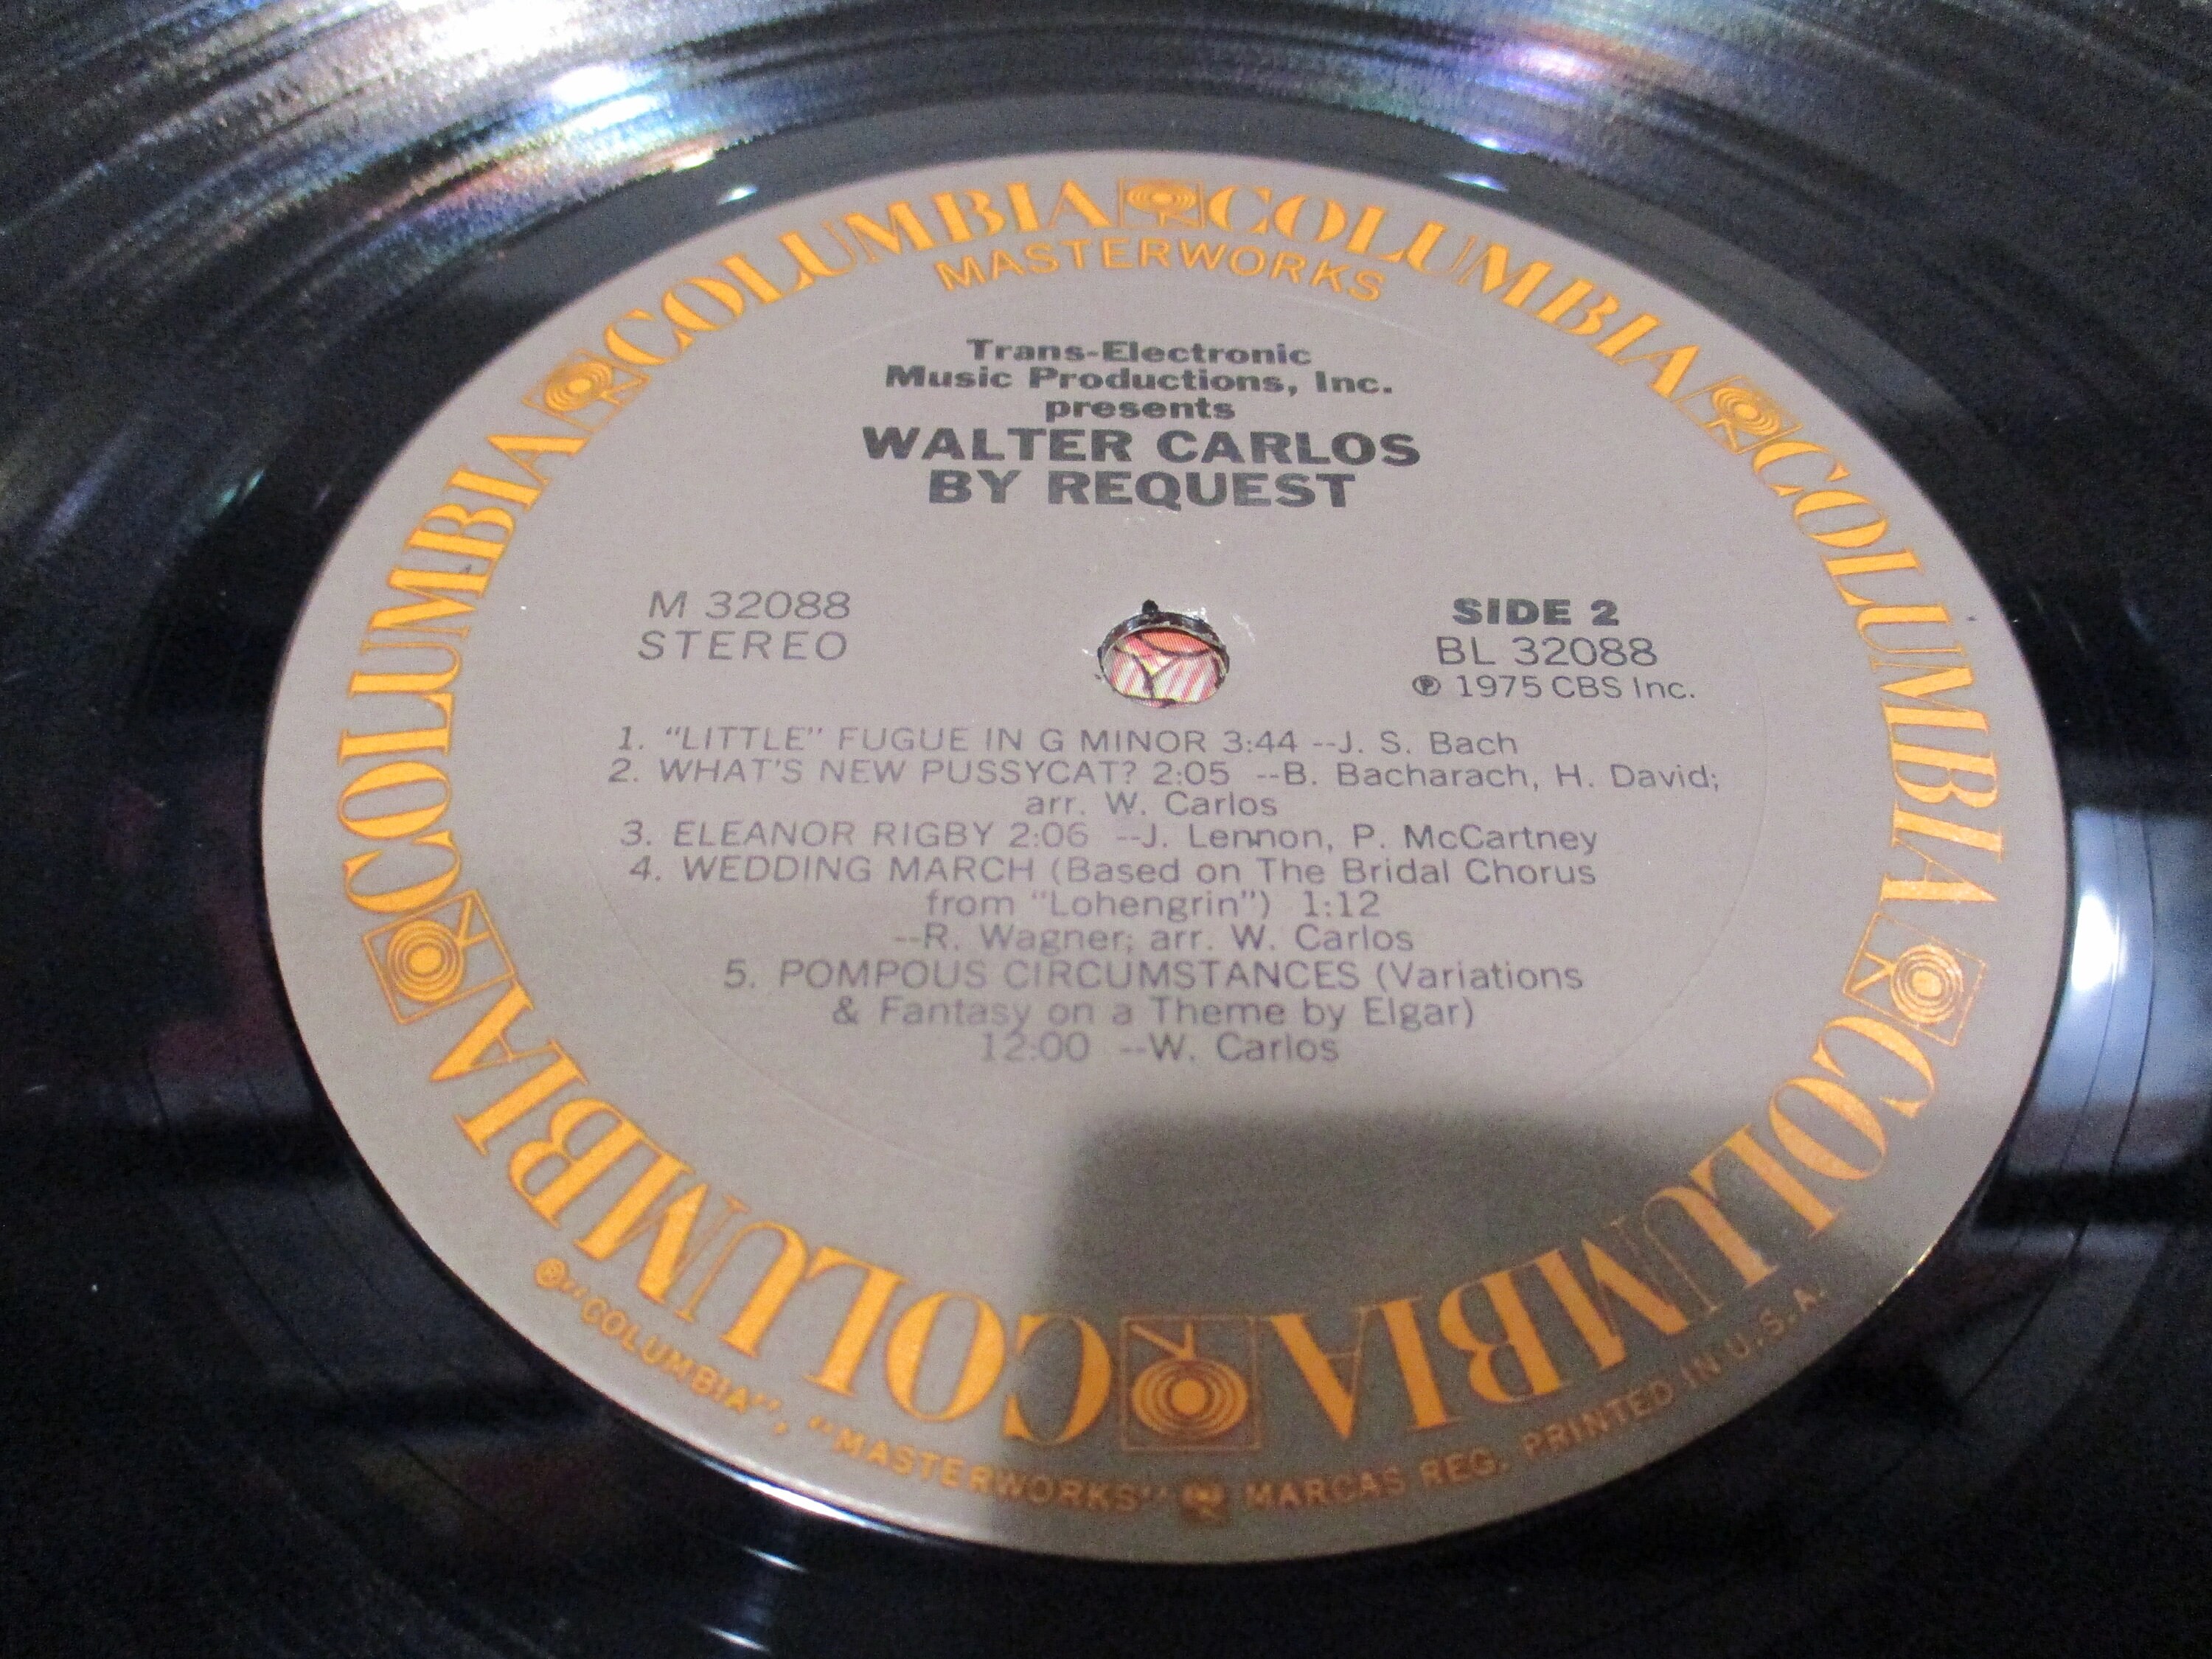 COLUMBIA COLUMBIA COLUMBIA COLUMBIA COLUMBIA COLUMBIA
MASTERWORKS
Trans-Electronic
Music Productions, Inc.
presents
WALTER CARLOS
BY REQUEST
M 32088
STEREO
SIDE 2
BL 32088
℗ 1975 CBS Inc.
1. "LITTLE" FUGUE IN G MINOR 3:44 --J. S. Bach
2. WHAT'S NEW PUSSYCAT? 2:05 --B. Bacharach, H. David;
arr. W. Carlos
3. ELEANOR RIGBY 2:06 --J. Lennon, P. McCartney
4. WEDDING MARCH (Based on The Bridal Chorus
from "Lohengrin") 1:12
--R. Wagner; arr. W. Carlos
5. POMPOUS CIRCUMSTANCES (Variations
& Fantasy on a Theme by Elgar)
12:00 --W. Carlos
® "COLUMBIA", "MASTERWORKS" MARCAS REG. PRINTED IN U.S.A.